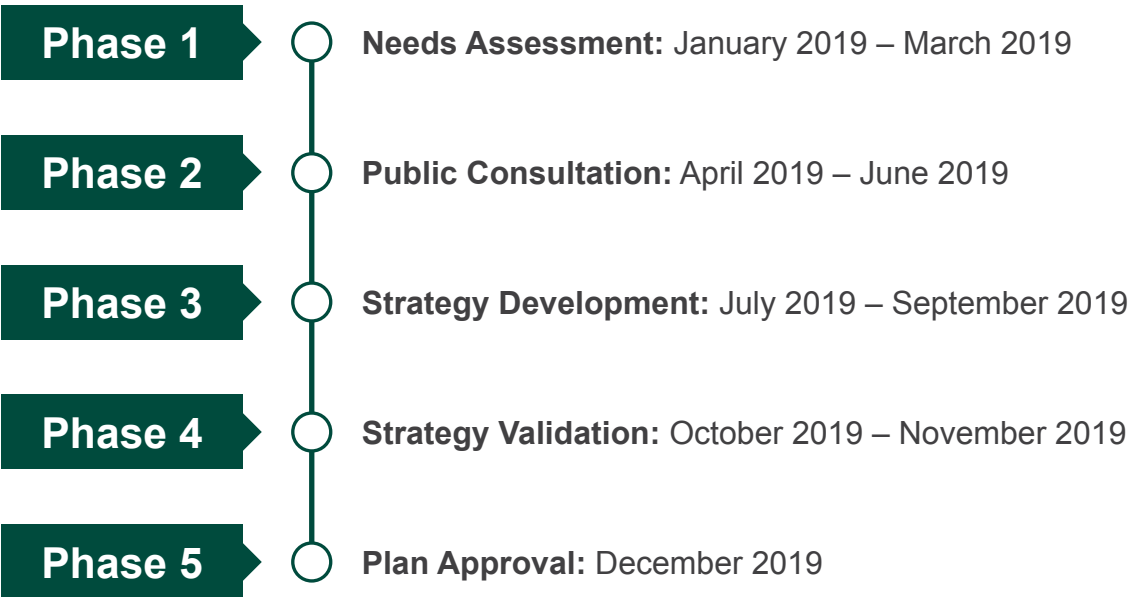 Phase 1
Needs Assessment: January 2019 – March 2019
Phase 2
Public Consultation: April 2019 – June 2019
Phase 3
Strategy Development: July 2019 – September 2019
Phase 4
Strategy Validation: October 2019 – November 2019
Phase 5
Plan Approval: December 2019